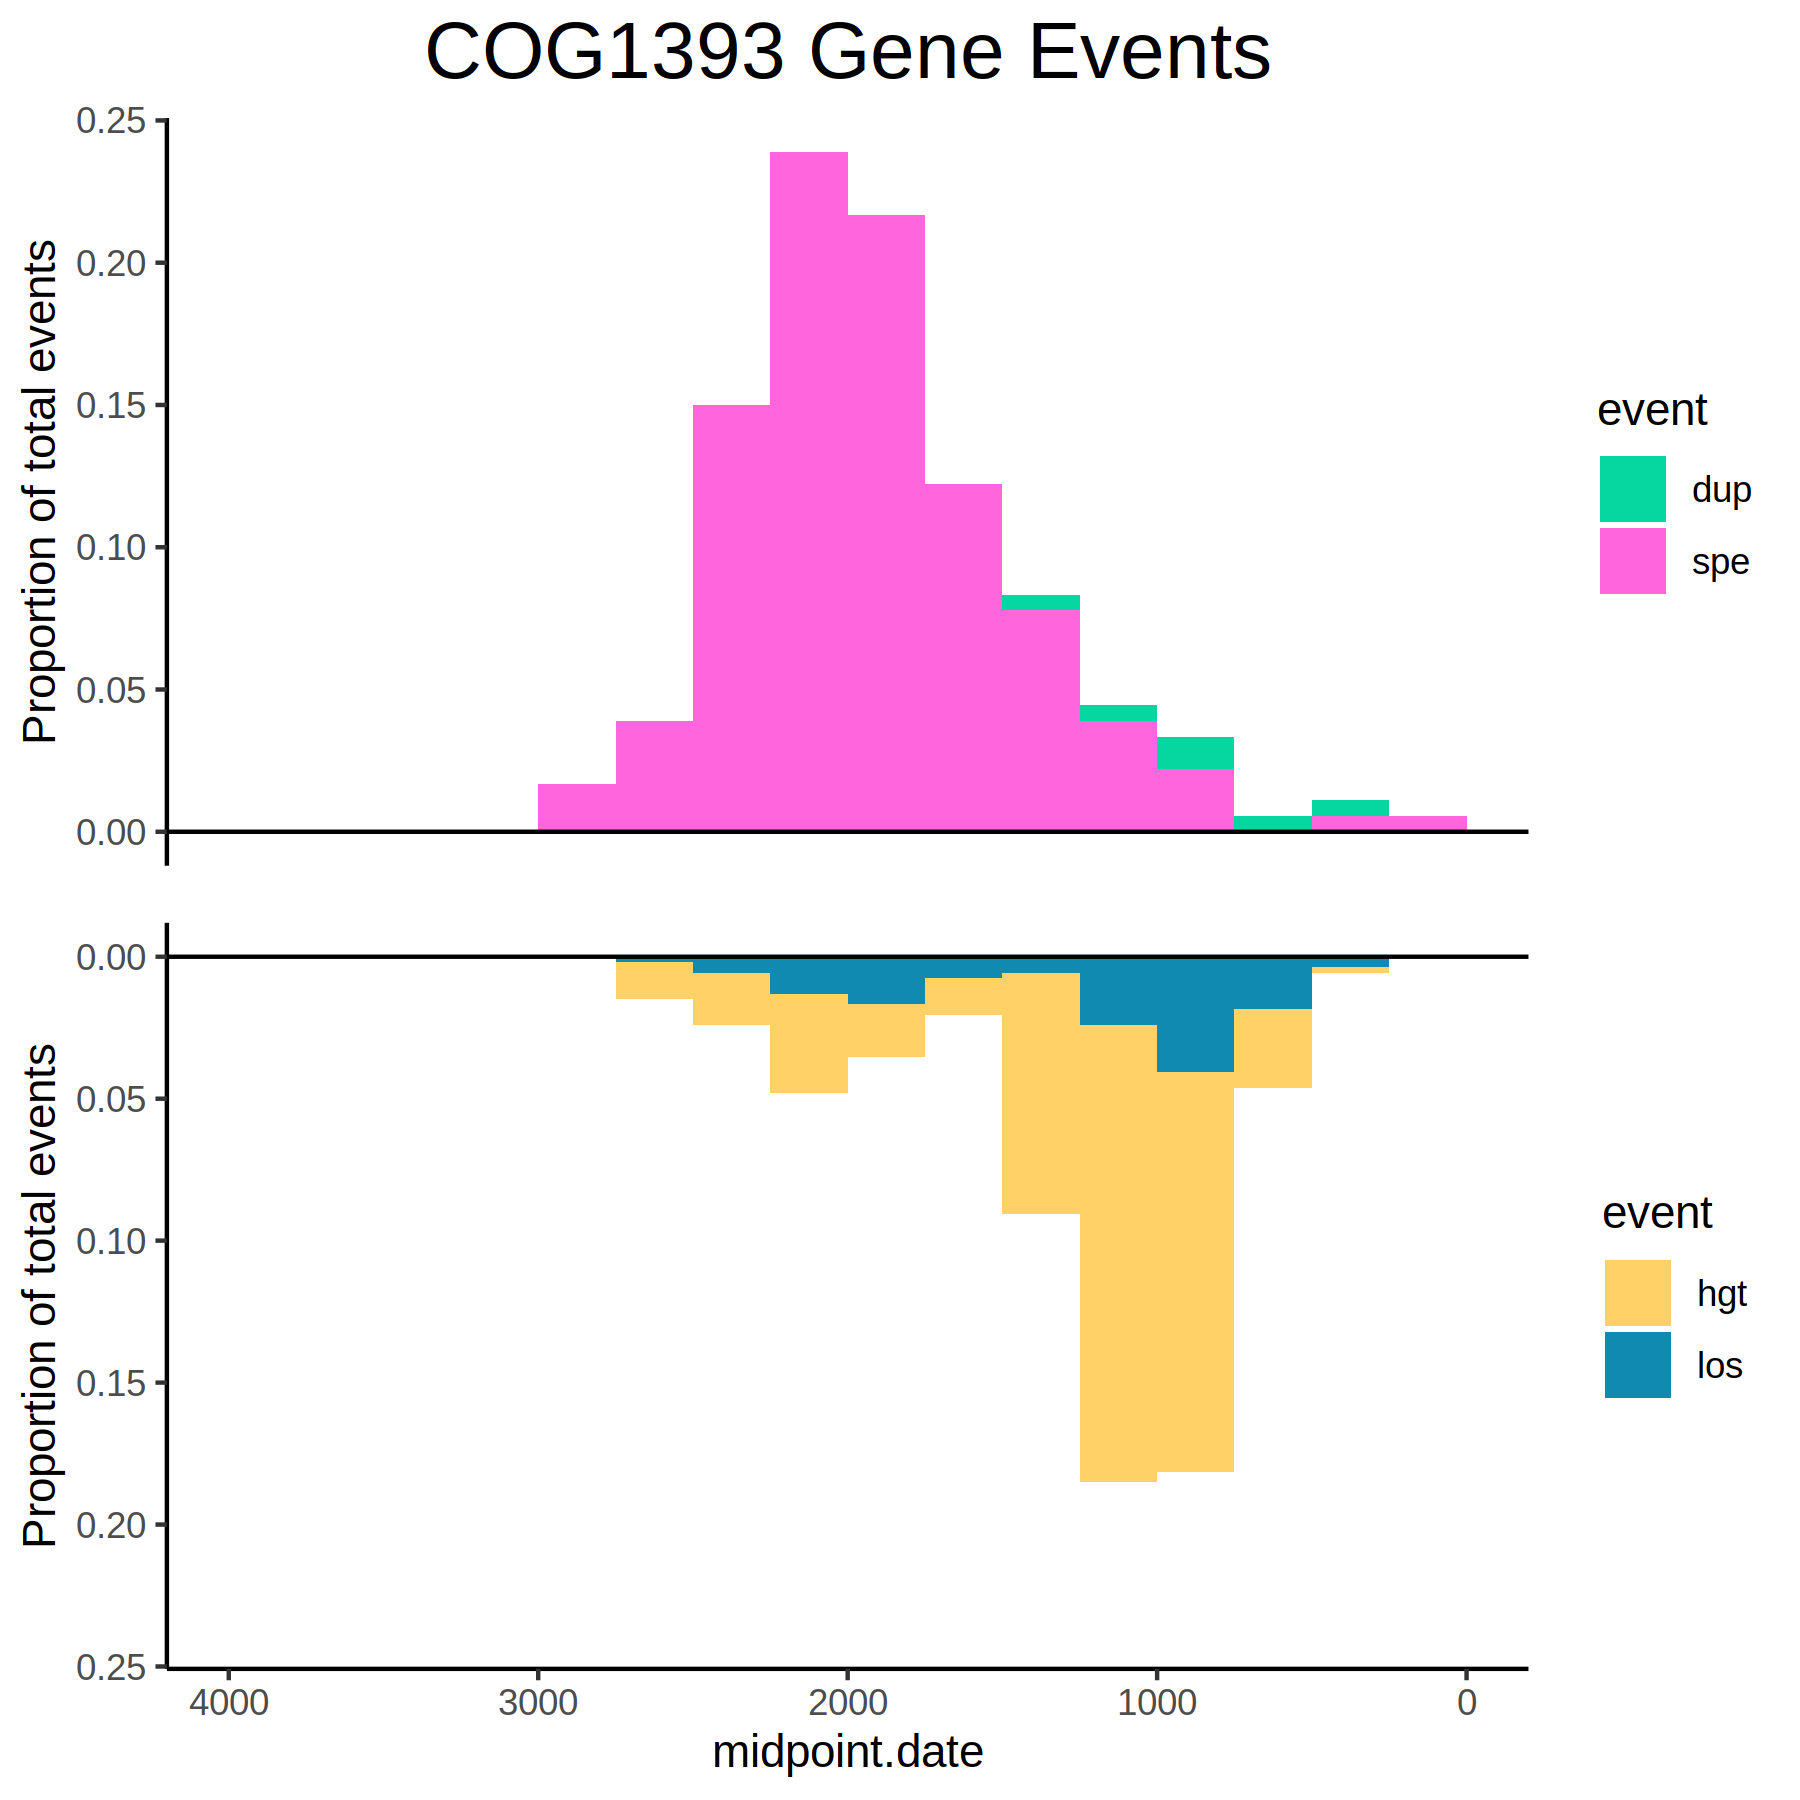 COG1393 Gene Events
Proportion of total events
0.25
0.20
0.15
0.10
0.05
0.00
event
dup
spe
Proportion of total events
0.00
0.05
0.10
0.15
0.20
0.25
event
hgt
los
4000 3000 2000 1000 0
midpoint.date